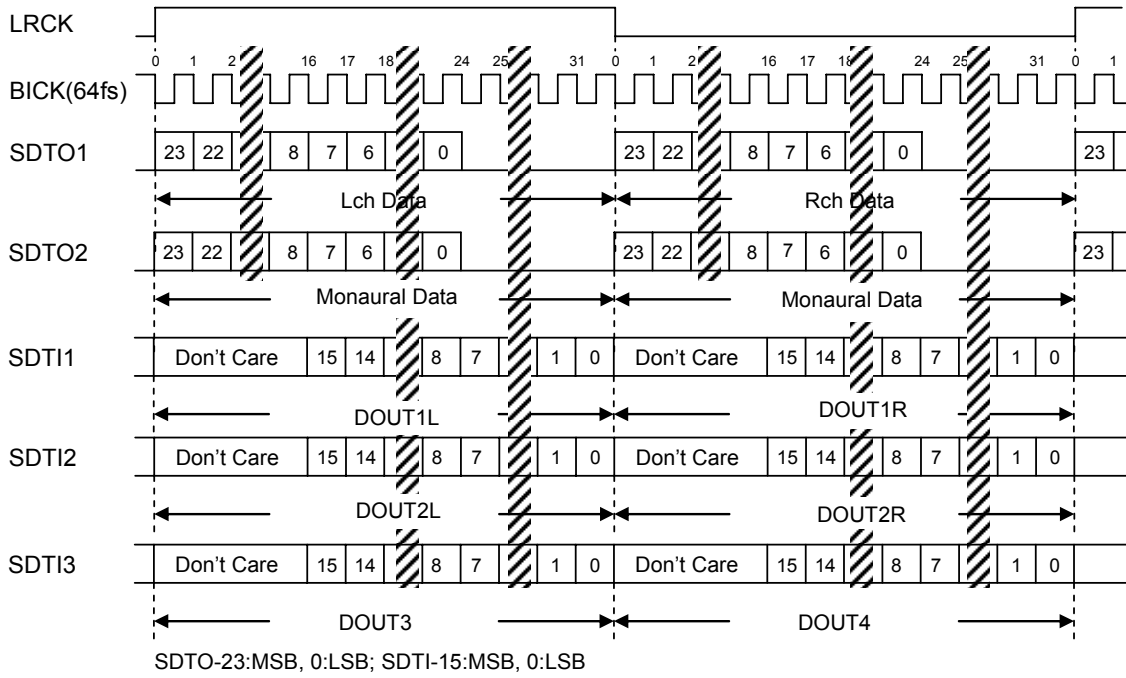 LRCK
0 1 2 16 17 18 24 25 31 0 1 2 16 17 18 24 25 31 0 1
BICK(64fs)
SDTO1 23 22 8 7 6 0 23 22 8 7 6 0 23
Lch Data Rch Data
SDTO2 23 22 8 7 6 0 23 22 8 7 6 0 23
Monaural Data Monaural Data
SDTI1 Don't Care 15 14 8 7 1 0 Don't Care 15 14 8 7 1 0
DOUT1L DOUT1R
SDTI2 Don't Care 15 14 8 7 1 0 Don't Care 15 14 8 7 1 0
DOUT2L DOUT2R
SDTI3 Don't Care 15 14 8 7 1 0 Don't Care 15 14 8 7 1 0
DOUT3 DOUT4
SDTO-23:MSB, 0:LSB; SDTI-15:MSB, 0:LSB